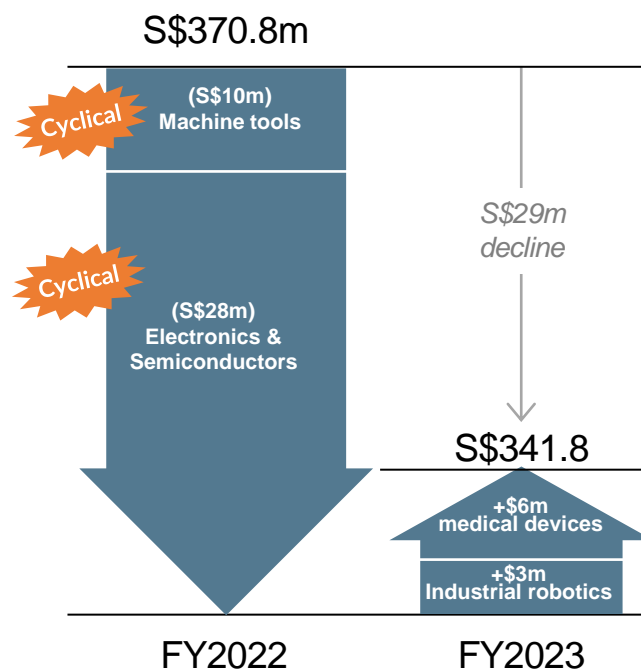 S$370.8m
Cyclical
(S$10m)
Machine tools
S$29m
decline
Cyclical
(S$28m)
Electronics &
Semiconductors
S$341.8
+$6m
medical devices
+$3m
Industrial robotics
FY2022
FY2023